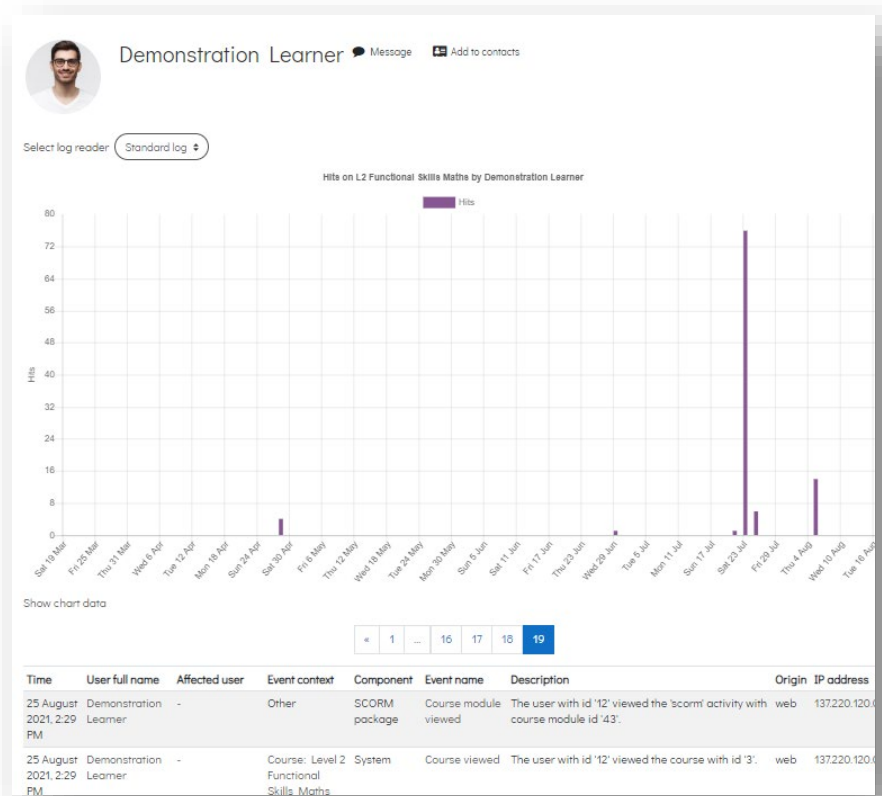 Demonstration Learner Message Add to contacts
Select log reader Standard log
Hits on L2 Functional Skills Maths by Demonstration Learner
Hits
80
72
64
56
48
40
32
24
16
8
0
Hits
Sat 19 Mar Fri 25 Mar Thu 31 Mar Wed 6 Apr Tue 12 Apr Mon 18 Apr Sun 24 Apr Sat 30 Apr Fri 6 May Thu 12 May Wed 18 May Tue 24 May Mon 30 May Sun 5 Jun Sat 11 Jun Fri 17 Jun Thu 23 Jun Wed 29 Jun Tue 5 Jul Mon 11 Jul Sun 17 Jul Sat 23 Jul Fri 29 Jul Thu 4 Aug Wed 10 Aug Tue 16 Aug
Show chart data
« 1 ... 16 17 18 19
Time User full name Affected user Event context Component Event name Description Origin IP address
25 August Demonstration - Other SCORM Course module The user with id '12' viewed the 'scorm' activity with web 137.220.120.
2021, 2:29 Learner package viewed course module id '43'.
PM
25 August Demonstration - Course: Level 2 System Course viewed The user with id '12' viewed the course with id '3'. web 137.220.120.
2021, 2:29 Learner Functional
PM Skills Maths